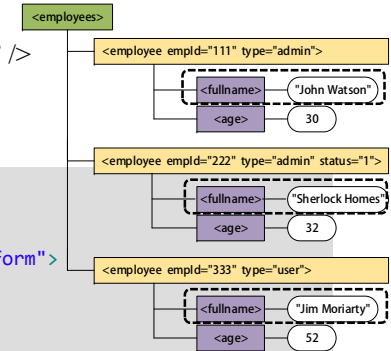 <employees>
" />
<employee empId="111" type="admin">
<fullname> "John Watson"
<age> 30
<employee empId="222" type="admin" status="1">
<fullname> "Sherlock Homes"
<age> 32
form">
<employee empId="333" type="user">
<fullname> "Jim Moriarty"
<age> 52